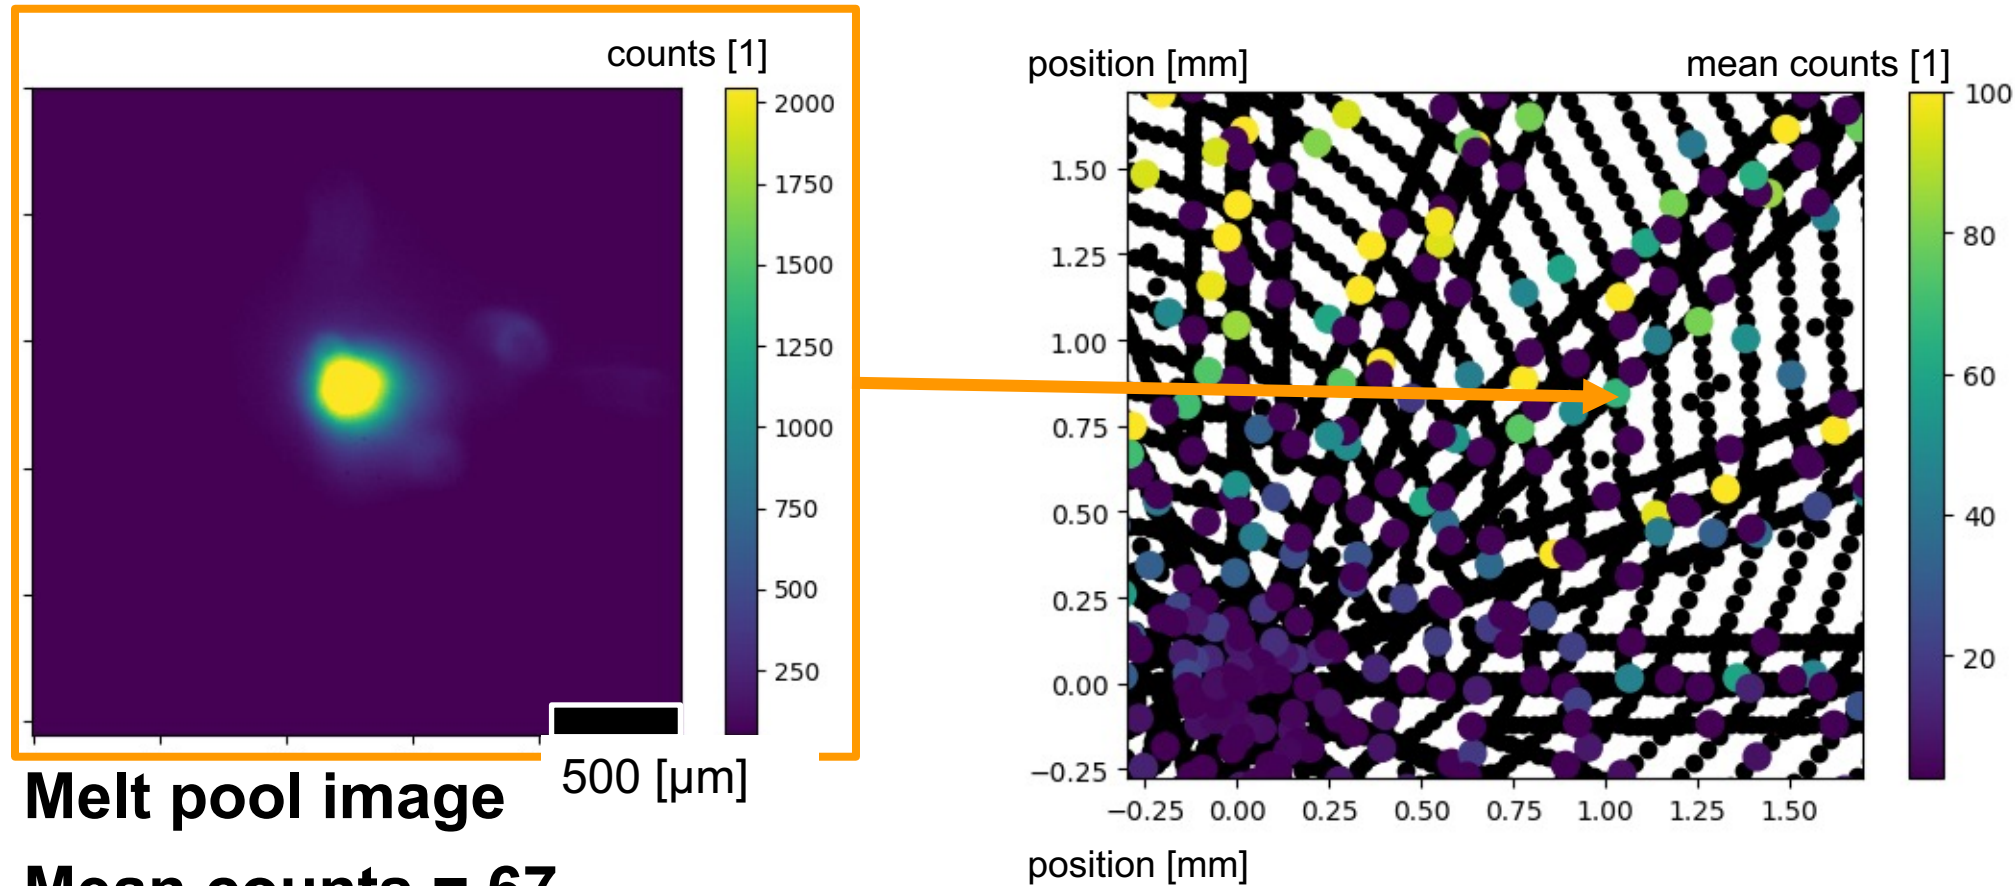 counts [1]
2000
1750
1500
1250
1000
750
500
250
500 [µm]
Melt pool image
Mean counts = 67
position [mm]
mean counts [1]
1.50
1.25
1.00
0.75
0.50
0.25
0.00
−0.25
−0.25 0.00 0.25 0.50 0.75 1.00 1.25 1.50
position [mm]
100
80
60
40
20